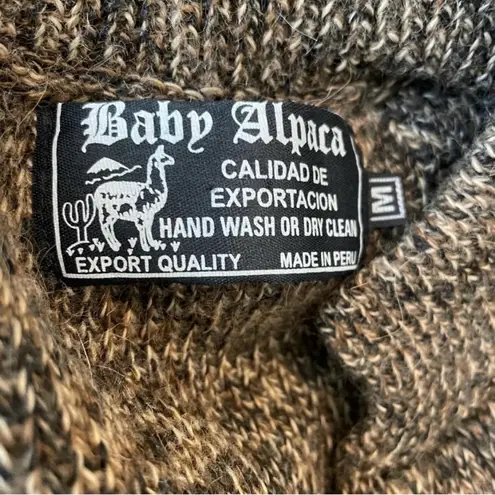 Baby Alpaca
CALIDAD DE
EXPORTACION
HAND WASH OR DRY CLEAN
EXPORT QUALITY MADE IN PERU
M